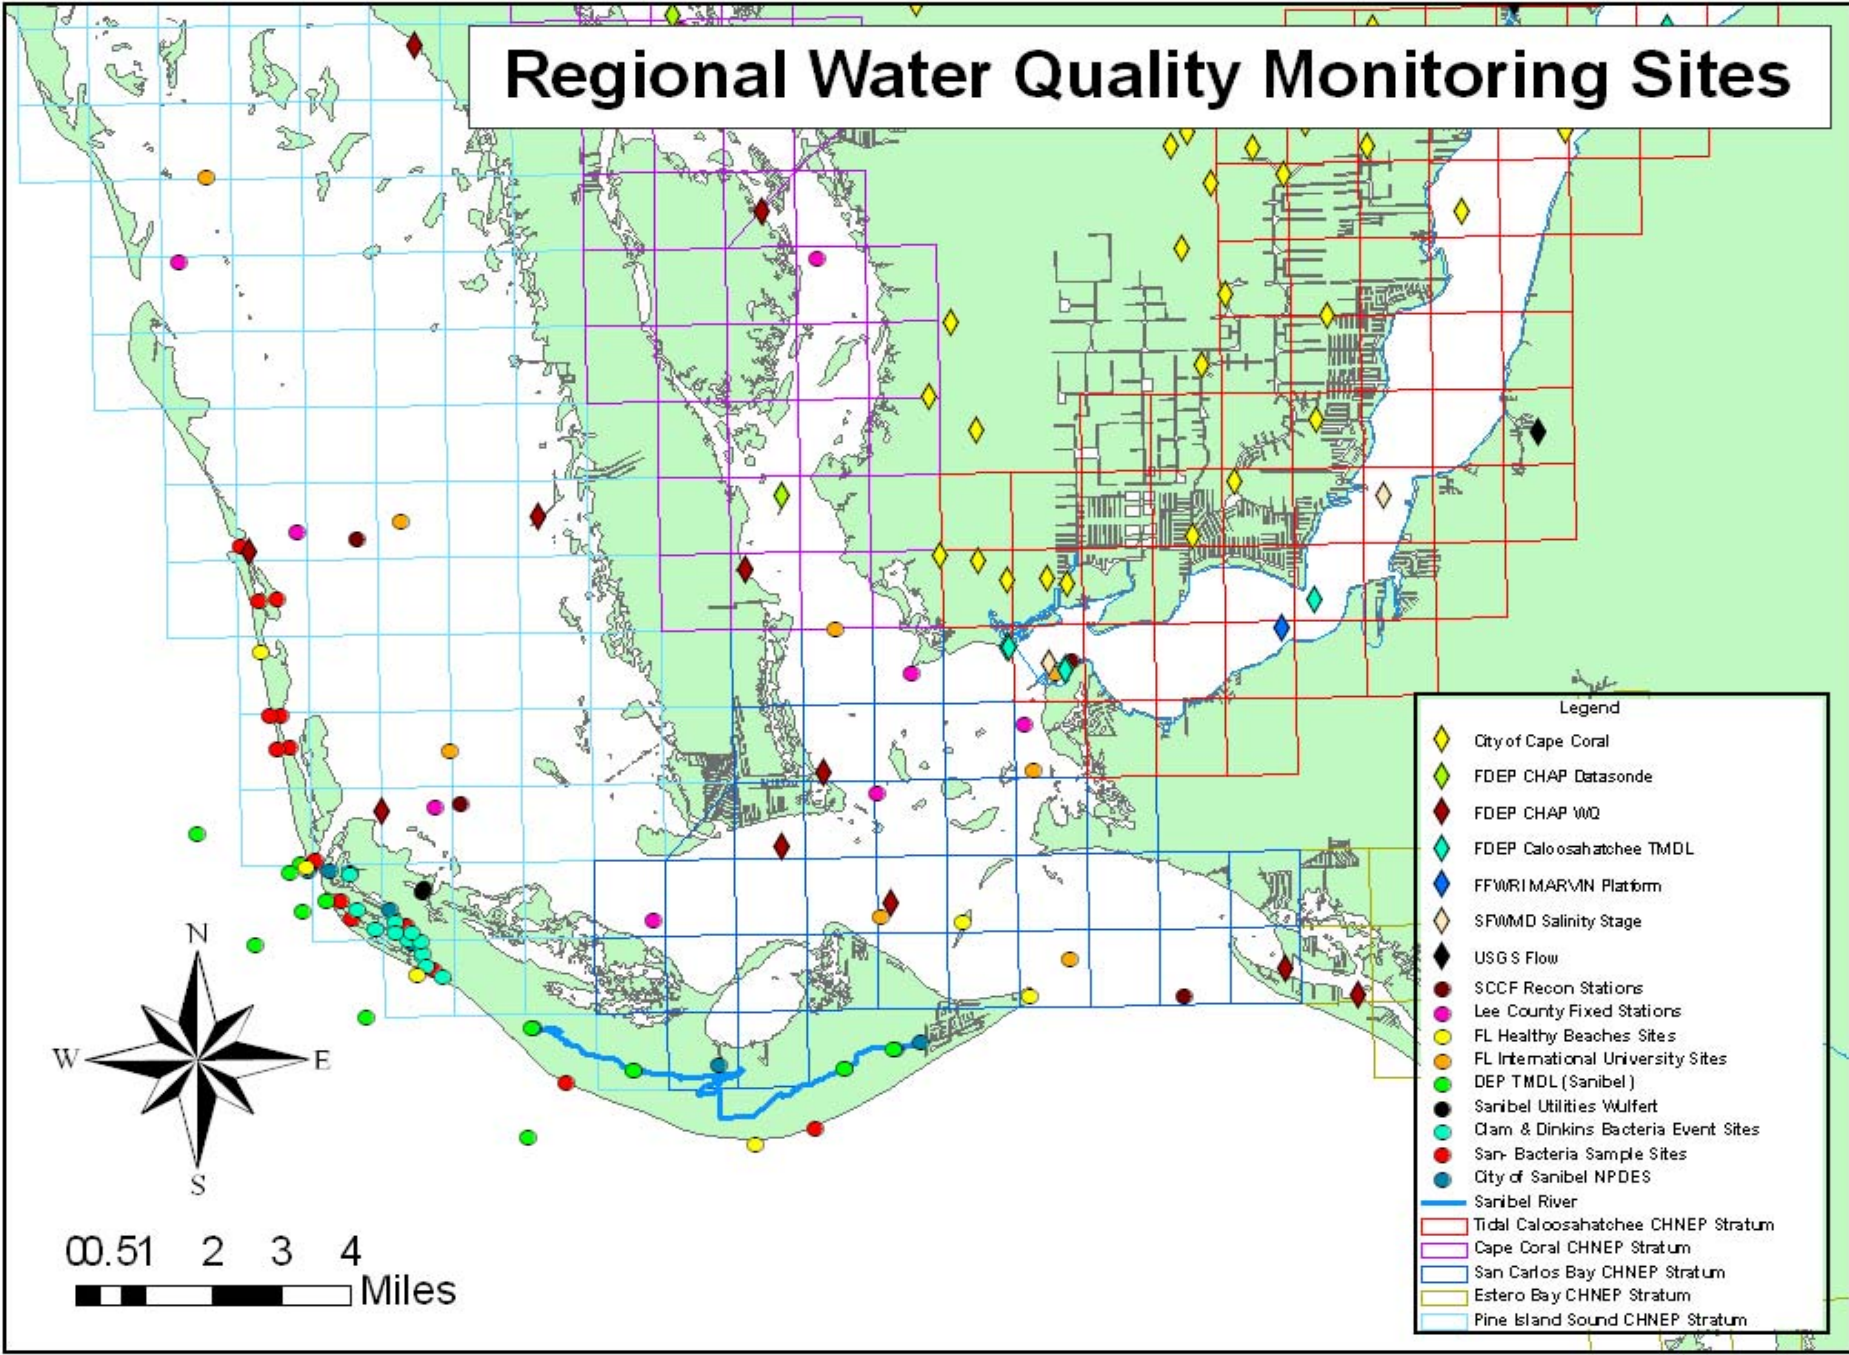 Regional Water Quality Monitoring Sites
N
W
E
S
00.51 2 3 4
Miles
Legend
City of Cape Coral
FDEP CHAP Datasonde
FDEP CHAP WQ
FDEP Caloosahatchee TMDL
FFWRI MARVIN Platform
SFWMD Salinity Stage
USGS Flow
SCCF Recon Stations
Lee County Fixed Stations
FL Healthy Beaches Sites
FL International University Sites
DEP TMDL (Sanibel)
Sanibel Utilities Wulfert
Clam & Dinkins Bacteria Event Sites
San- Bacteria Sample Sites
City of Sanibel NPDES
Sanibel River
Tidal Caloosahatchee CHNEP Stratum
Cape Coral CHNEP Stratum
San Carlos Bay CHNEP Stratum
Estero Bay CHNEP Stratum
Pine Island Sound CHNEP Stratum